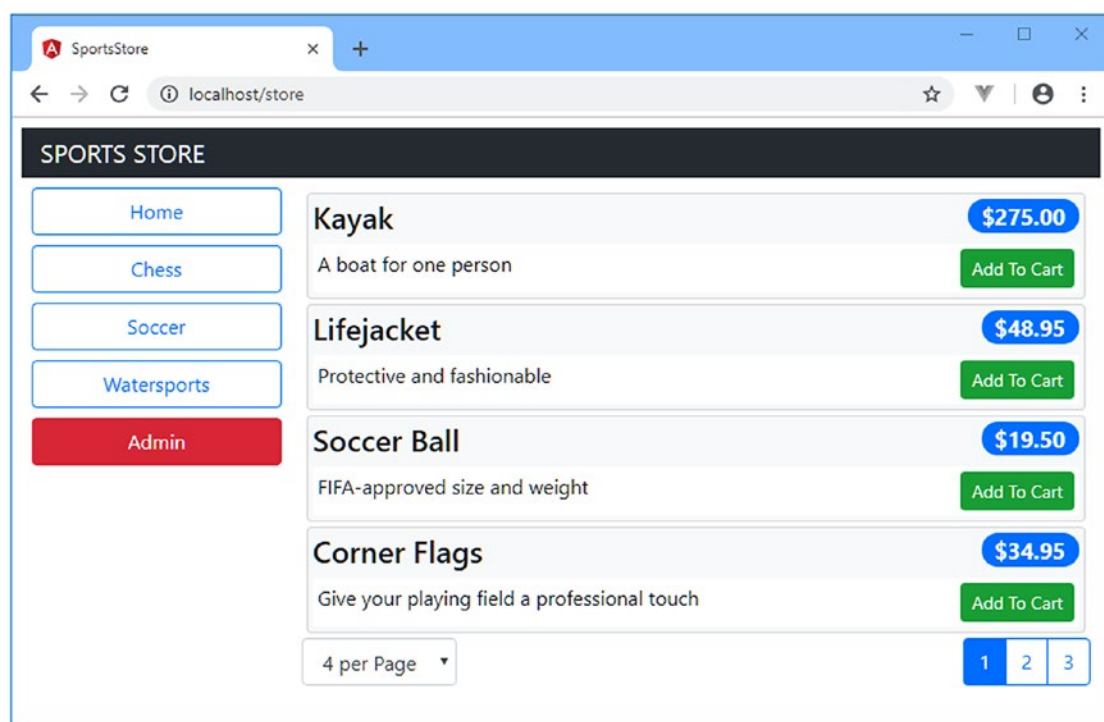 SportsStore
localhost/store
SPORTS STORE
Home
Chess
Soccer
Watersports
Admin
Kayak
$275.00
A boat for one person
Add To Cart
Lifejacket
$48.95
Protective and fashionable
Add To Cart
Soccer Ball
$19.50
FIFA-approved size and weight
Add To Cart
Corner Flags
$34.95
Give your playing field a professional touch
Add To Cart
4 per Page
1 2 3